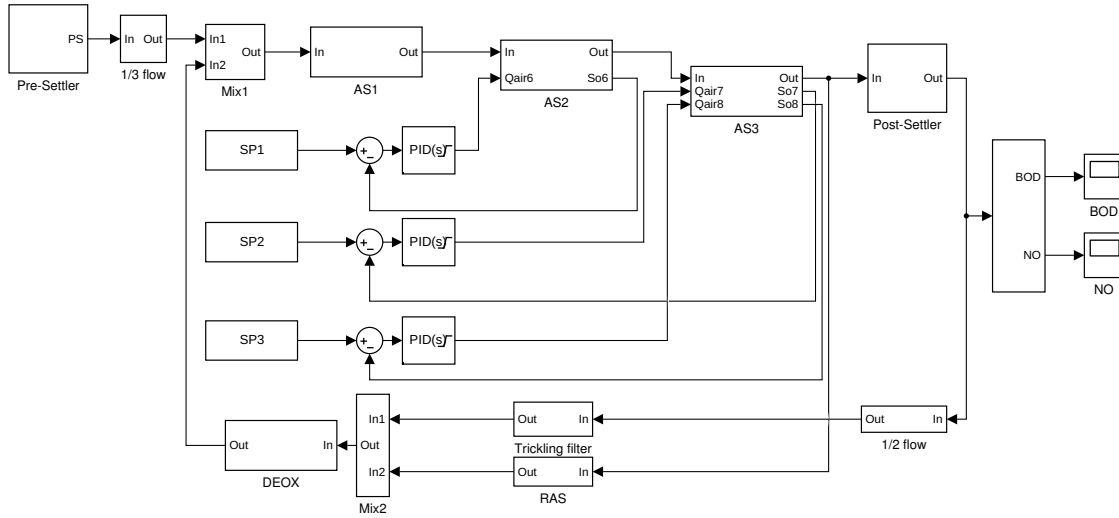 PS
Pre-Settler
In Out
1/3 flow
In1
In2
Out
Mix1
In Out
AS1
In
Qair6
Out
So6
AS2
In
Qair7
Qair8
Out
So7
So8
AS3
In Out
Post-Settler
SP1
+
−
PID(s)
SP2
+
−
PID(s)
SP3
+
−
PID(s)
BOD
NO
BOD
NO
Out In
DEOX
In1
Out
In2
Mix2
Out In
Trickling filter
Out In
RAS
Out In
1/2 flow